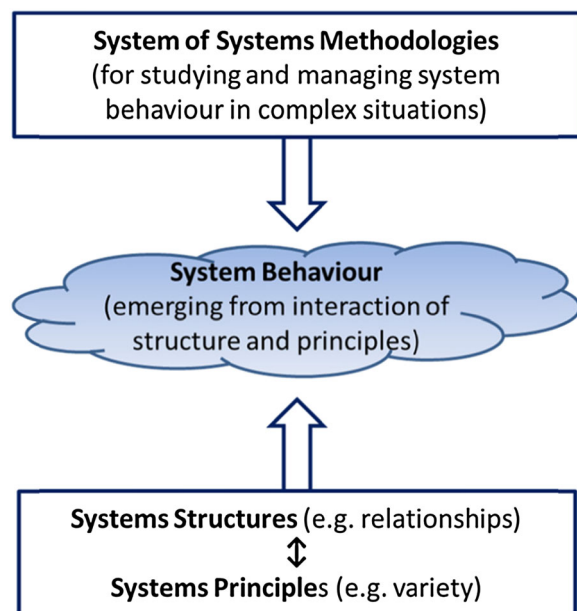 System of Systems Methodologies
(for studying and managing system
behaviour in complex situations)
System Behaviour
(emerging from interaction of
structure and principles)
Systems Structures (e.g. relationships)
Systems Principles (e.g. variety)